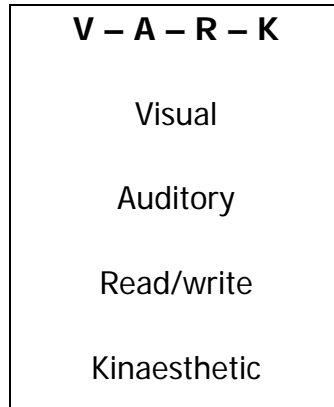 V – A – R – K
Visual
Auditory
Read/write
Kinaesthetic